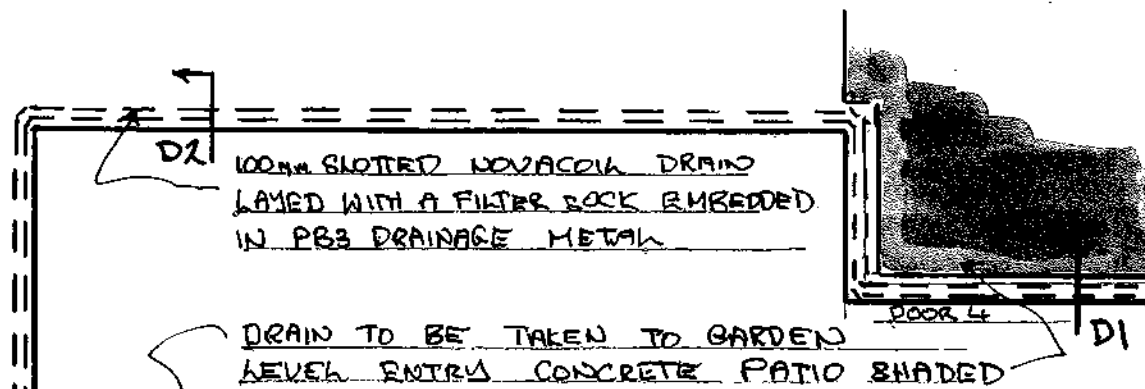 D2
100MM SLOTTED NOVACOIL DRAIN
LAYED WITH A FILTER SOCK EMBEDDED
IN PB3 DRAINAGE METAL
DOOR 4
D1
DRAIN TO BE TAKEN TO GARDEN
LEVEL ENTRY CONCRETE PATIO SHADED